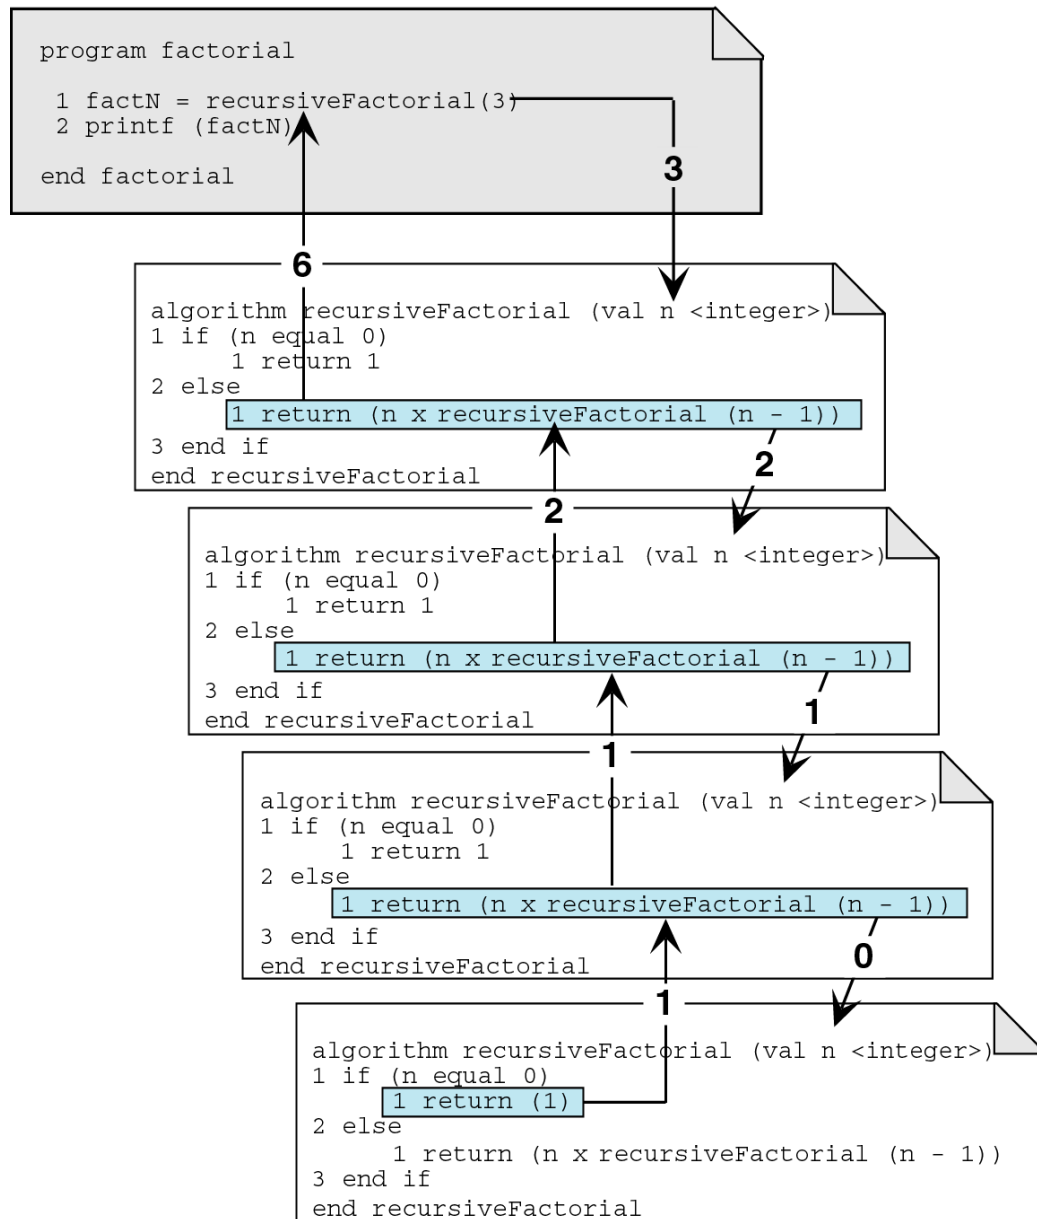 program factorial
1 factN = recursiveFactorial(3)
2 printf (factN)
end factorial
3
6
algorithm recursiveFactorial (val n <integer>)
1 if (n equal 0)
1 return 1
2 else
1 return (n x recursiveFactorial (n - 1))
3 end if
end recursiveFactorial
2
2
algorithm recursiveFactorial (val n <integer>)
1 if (n equal 0)
1 return 1
2 else
1 return (n x recursiveFactorial (n - 1))
3 end if
end recursiveFactorial
1
1
algorithm recursiveFactorial (val n <integer>)
1 if (n equal 0)
1 return 1
2 else
1 return (n x recursiveFactorial (n - 1))
3 end if
end recursiveFactorial
0
1
algorithm recursiveFactorial (val n <integer>)
1 if (n equal 0)
1 return (1)
2 else
1 return (n x recursiveFactorial (n - 1))
3 end if
end recursiveFactorial